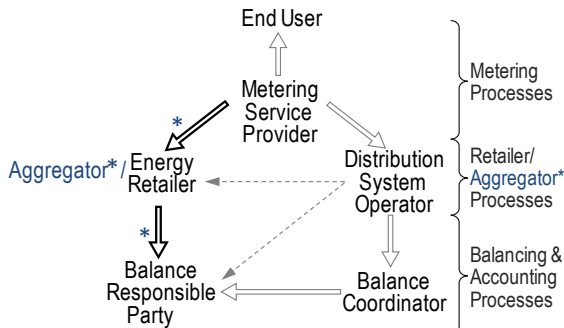 End User
Metering
Service
Provider
*
Metering
Processes
Aggregator* / Energy
Retailer
Distribution
System
Operator
Retailer/
Aggregator*
Processes
*
Balance
Responsible
Party
Balance
Coordinator
Balancing &
Accounting
Processes